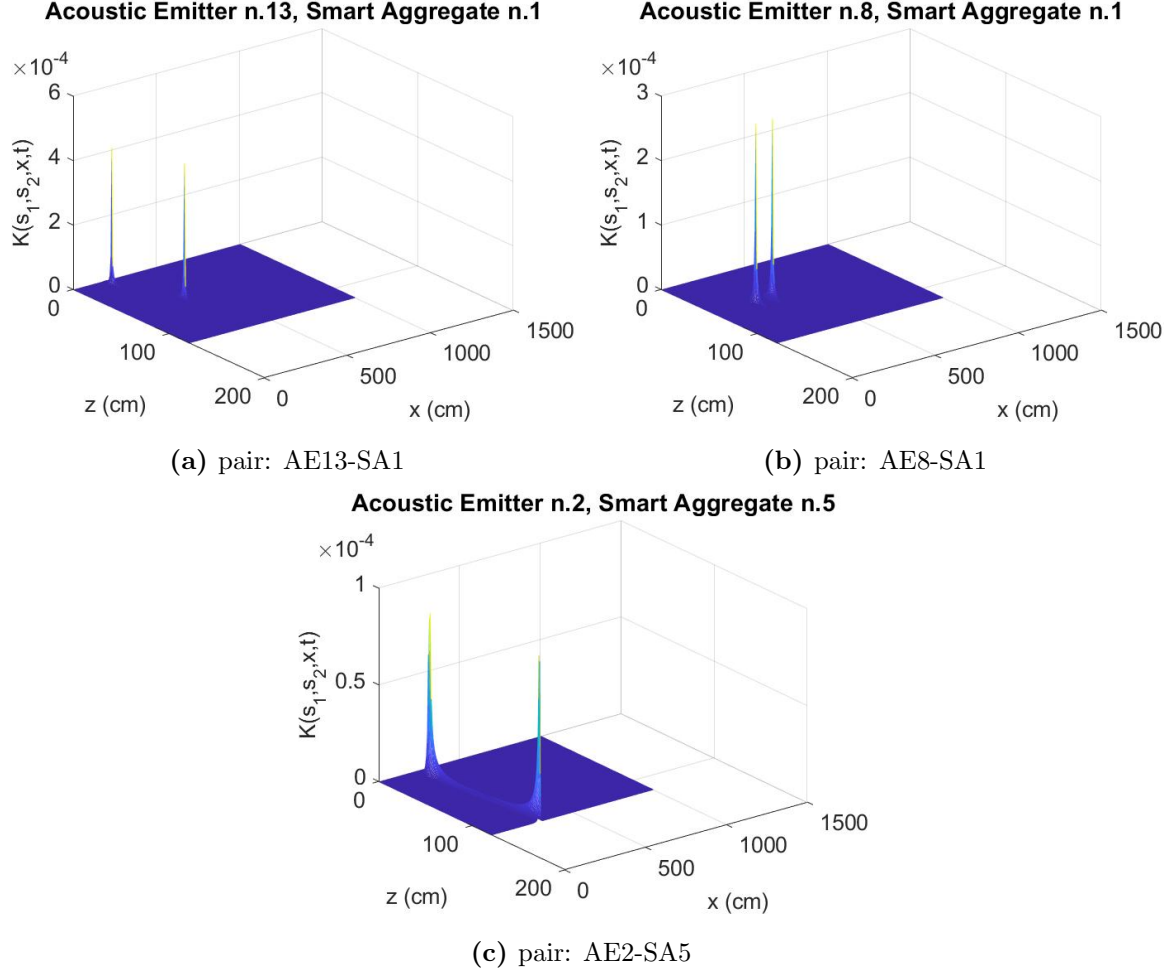 Acoustic Emitter n.13, Smart Aggregate n.1
×10⁻⁴
6
4
2
0
K(s₁,s₂,x,t)
0
100
200
z (cm)
0
500
1000
1500
x (cm)
(a) pair: AE13-SA1
Acoustic Emitter n.8, Smart Aggregate n.1
×10⁻⁴
3
2
1
0
K(s₁,s₂,x,t)
0
100
200
z (cm)
0
500
1000
1500
x (cm)
(b) pair: AE8-SA1
Acoustic Emitter n.2, Smart Aggregate n.5
×10⁻⁴
1
0.5
0
K(s₁,s₂,x,t)
0
100
200
z (cm)
0
500
1000
1500
x (cm)
(c) pair: AE2-SA5